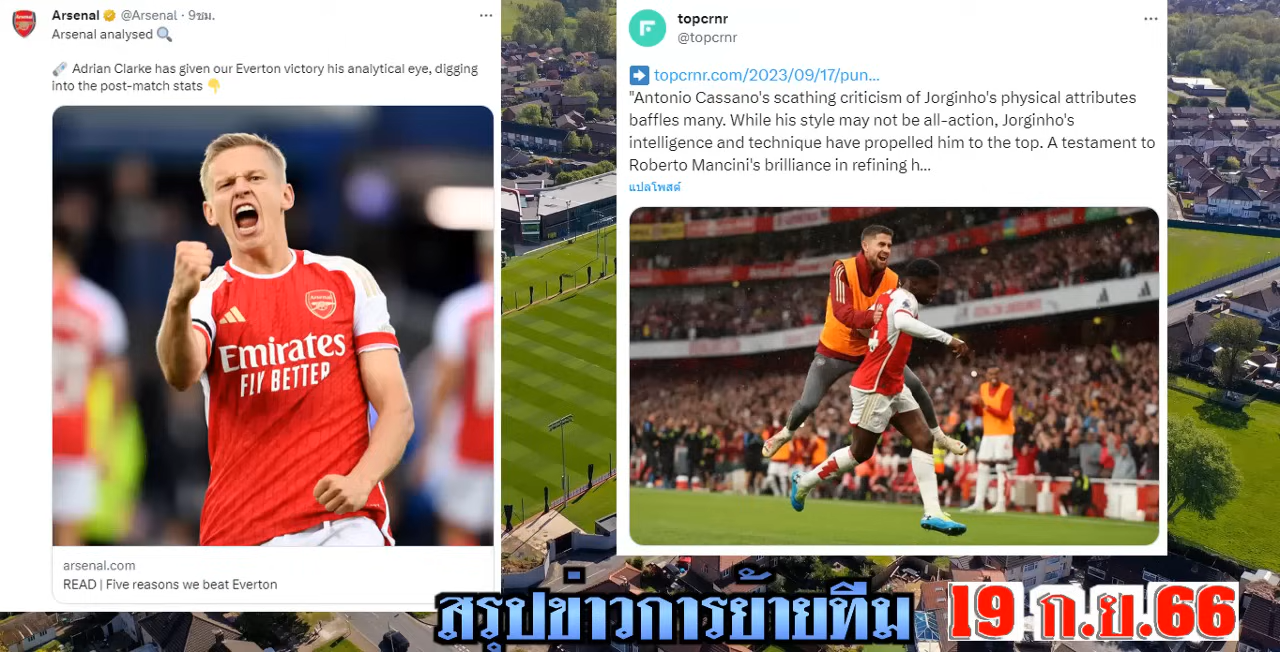 Arsenal @Arsenal · 9ชม.
Arsenal analysed
Adrian Clarke has given our Everton victory his analytical eye, digging
into the post-match stats
Arsenal
Emirates
FLY BETTER
arsenal.com
READ | Five reasons we beat Everton
topcrnr
@topcrnr
topcrnr.com/2023/09/17/pun...
"Antonio Cassano's scathing criticism of Jorginho's physical attributes
baffles many. While his style may not be all-action, Jorginho's
intelligence and technique have propelled him to the top. A testament to
Roberto Mancini's brilliance in refining h...
แปลโพสต์
สรุปข่าวการย้ายทีม 19 ก.ย.66